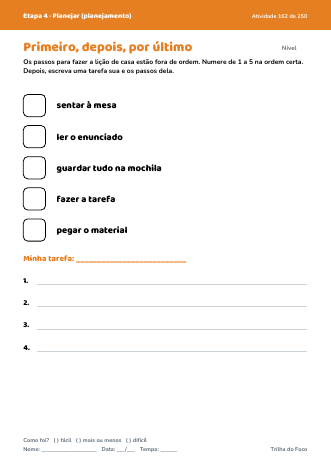 Etapa 4 · Planejar (planejamento)
Atividade 162 de 250
Primeiro, depois, por último
Nível
Os passos para fazer a lição de casa estão fora de ordem. Numere de 1 a 5 na ordem certa.
Depois, escreva uma tarefa sua e os passos dela.
sentar à mesa
ler o enunciado
guardar tudo na mochila
fazer a tarefa
pegar o material
Minha tarefa: __________________________
1.
2.
3.
4.
Como foi? ( ) fácil ( ) mais ou menos ( ) difícil
Nome: ____________________ Data: ___/___ Tempo: ______
Trilha do Foco